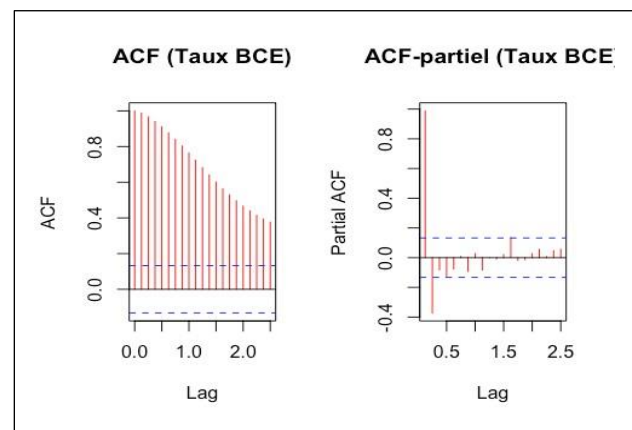 ACF (Taux BCE)
ACF
0.0 0.4 0.8
0.0 1.0 2.0
Lag
ACF-partiel (Taux BCE)
Partial ACF
-0.4 0.0 0.4 0.8
0.5 1.5 2.5
Lag